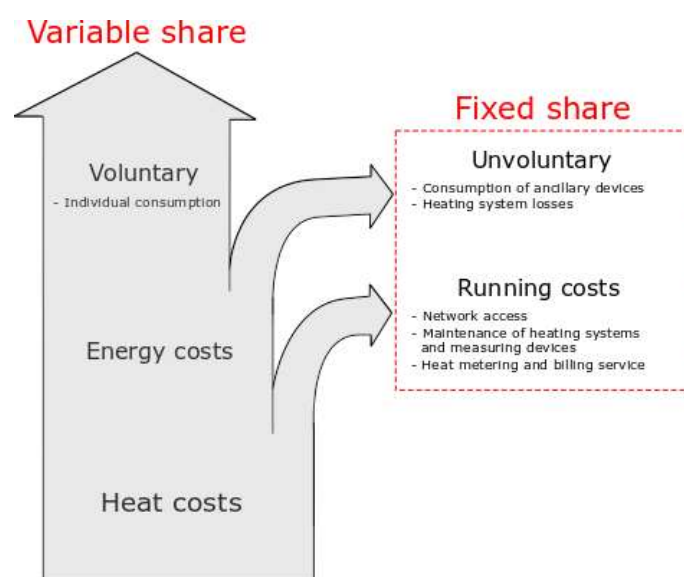 Variable share
Voluntary
- Individual consumption
Energy costs
Heat costs
Fixed share
Unvoluntary
- Consumption of ancillary devices
- Heating system losses
Running costs
- Network access
- Maintenance of heating systems
and measuring devices
- Heat metering and billing service